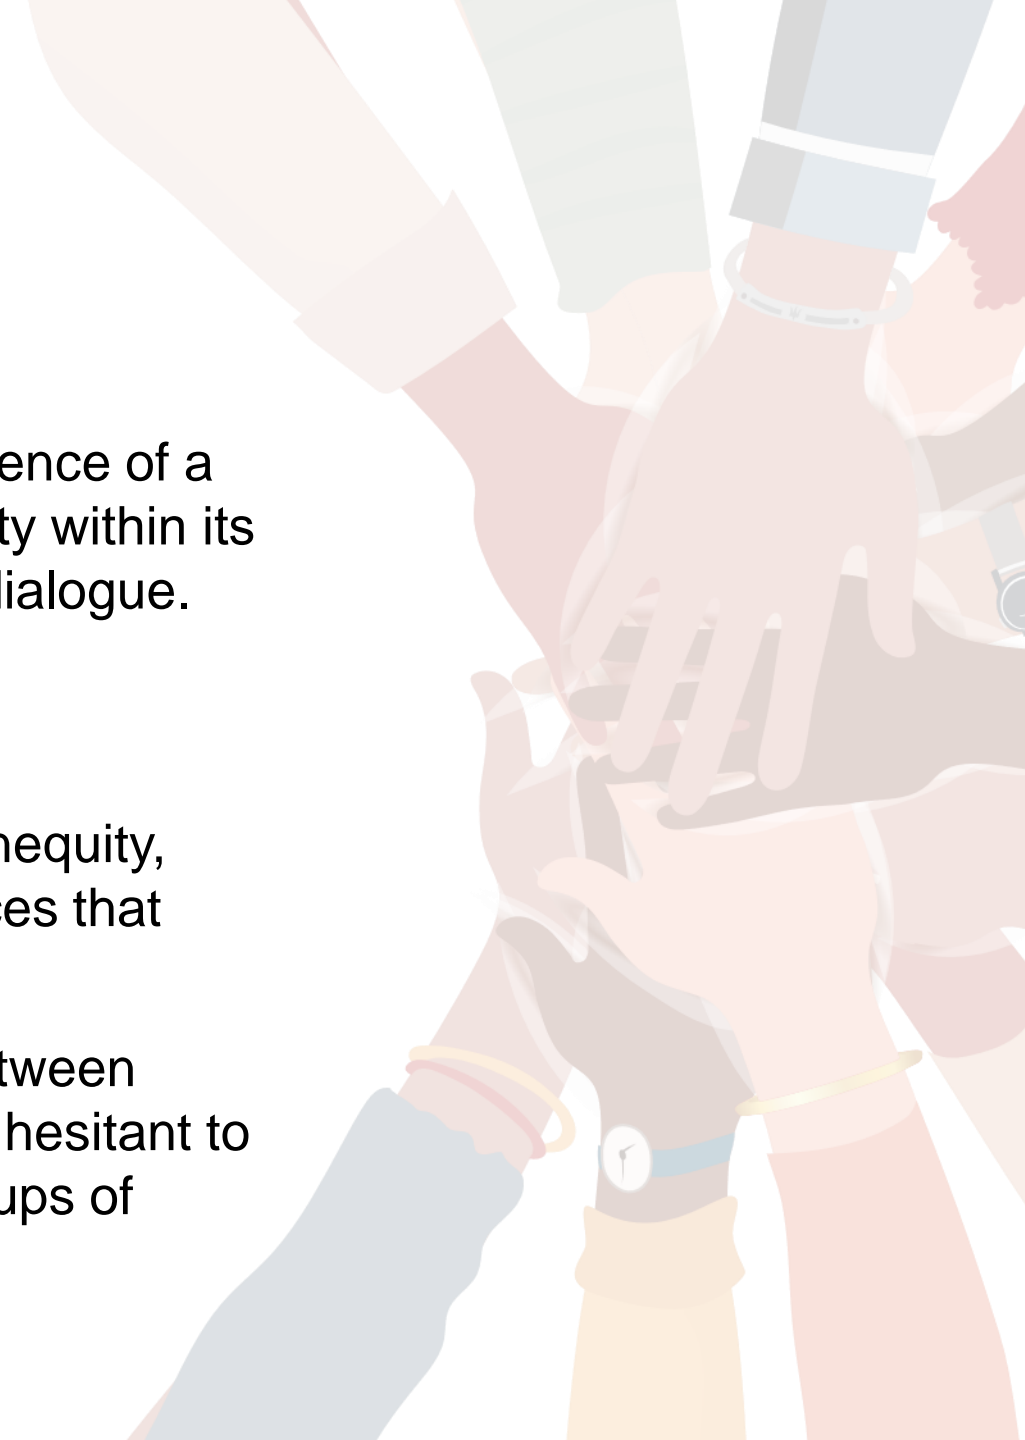 ence of a
ty within its
dialogue.
nequity,
ces that
tween
hesitant to
ups of